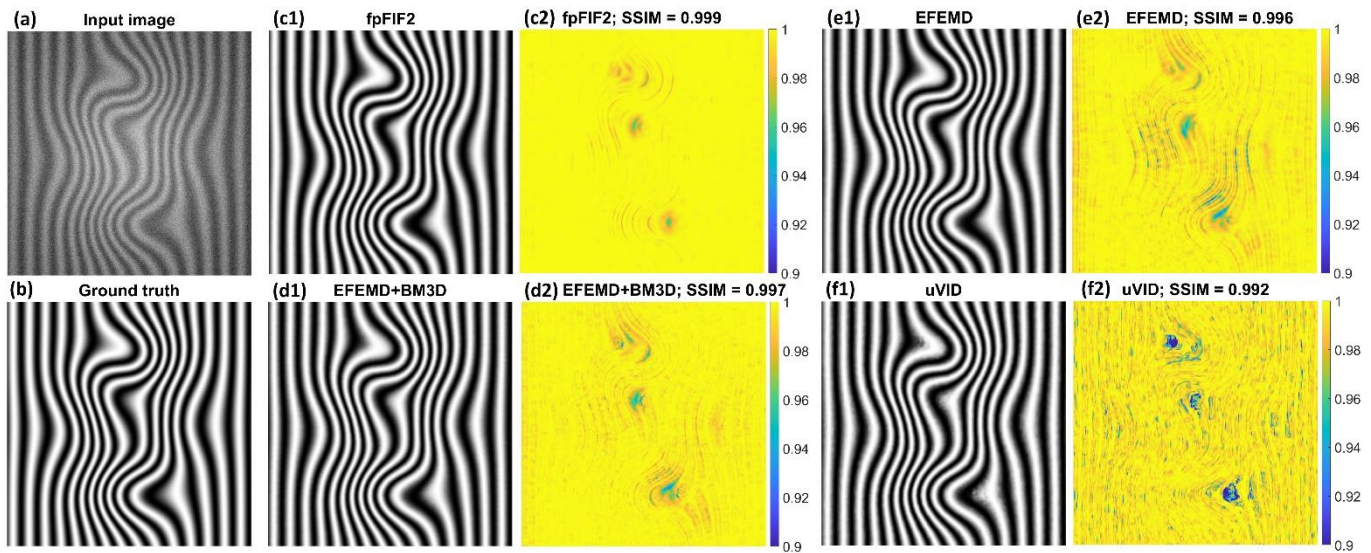 (a) Input image
(c1) fpFIF2
(c2) fpFIF2; SSIM = 0.999
1
0.98
0.96
0.94
0.92
0.9
(e1) EFEMD
(e2) EFEMD; SSIM = 0.996
1
0.98
0.96
0.94
0.92
0.9
(b) Ground truth
(d1) EFEMD+BM3D
(d2) EFEMD+BM3D; SSIM = 0.997
1
0.98
0.96
0.94
0.92
0.9
(f1) uVID
(f2) uVID; SSIM = 0.992
1
0.98
0.96
0.94
0.92
0.9